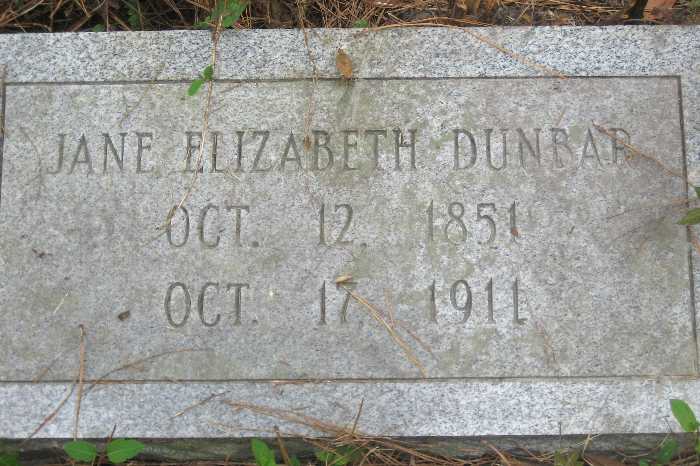 JANE ELIZABETH DUNBAR
OCT. 12, 1851
OCT. 17, 1911